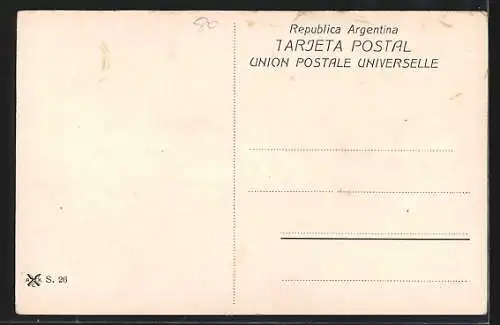 80
Republica Argentina
TARJETA POSTAL
UNION POSTALE UNIVERSELLE
S. 26